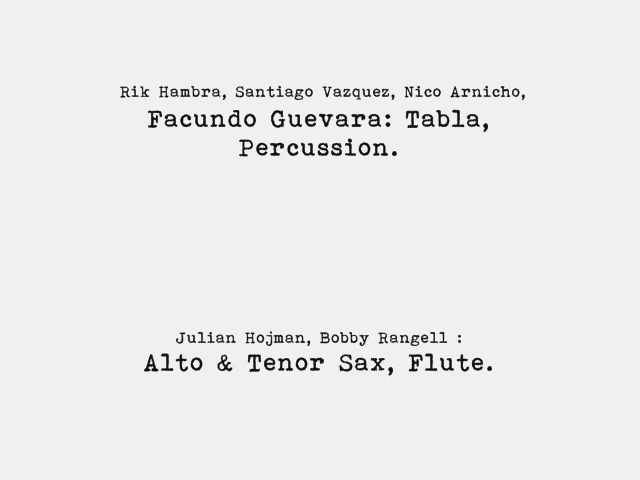 Rik Hambra, Santiago Vazquez, Nico Arnicho,
Facundo Guevara: Tabla,
Percussion.
Julian Hojman, Bobby Rangell :
Alto & Tenor Sax, Flute.